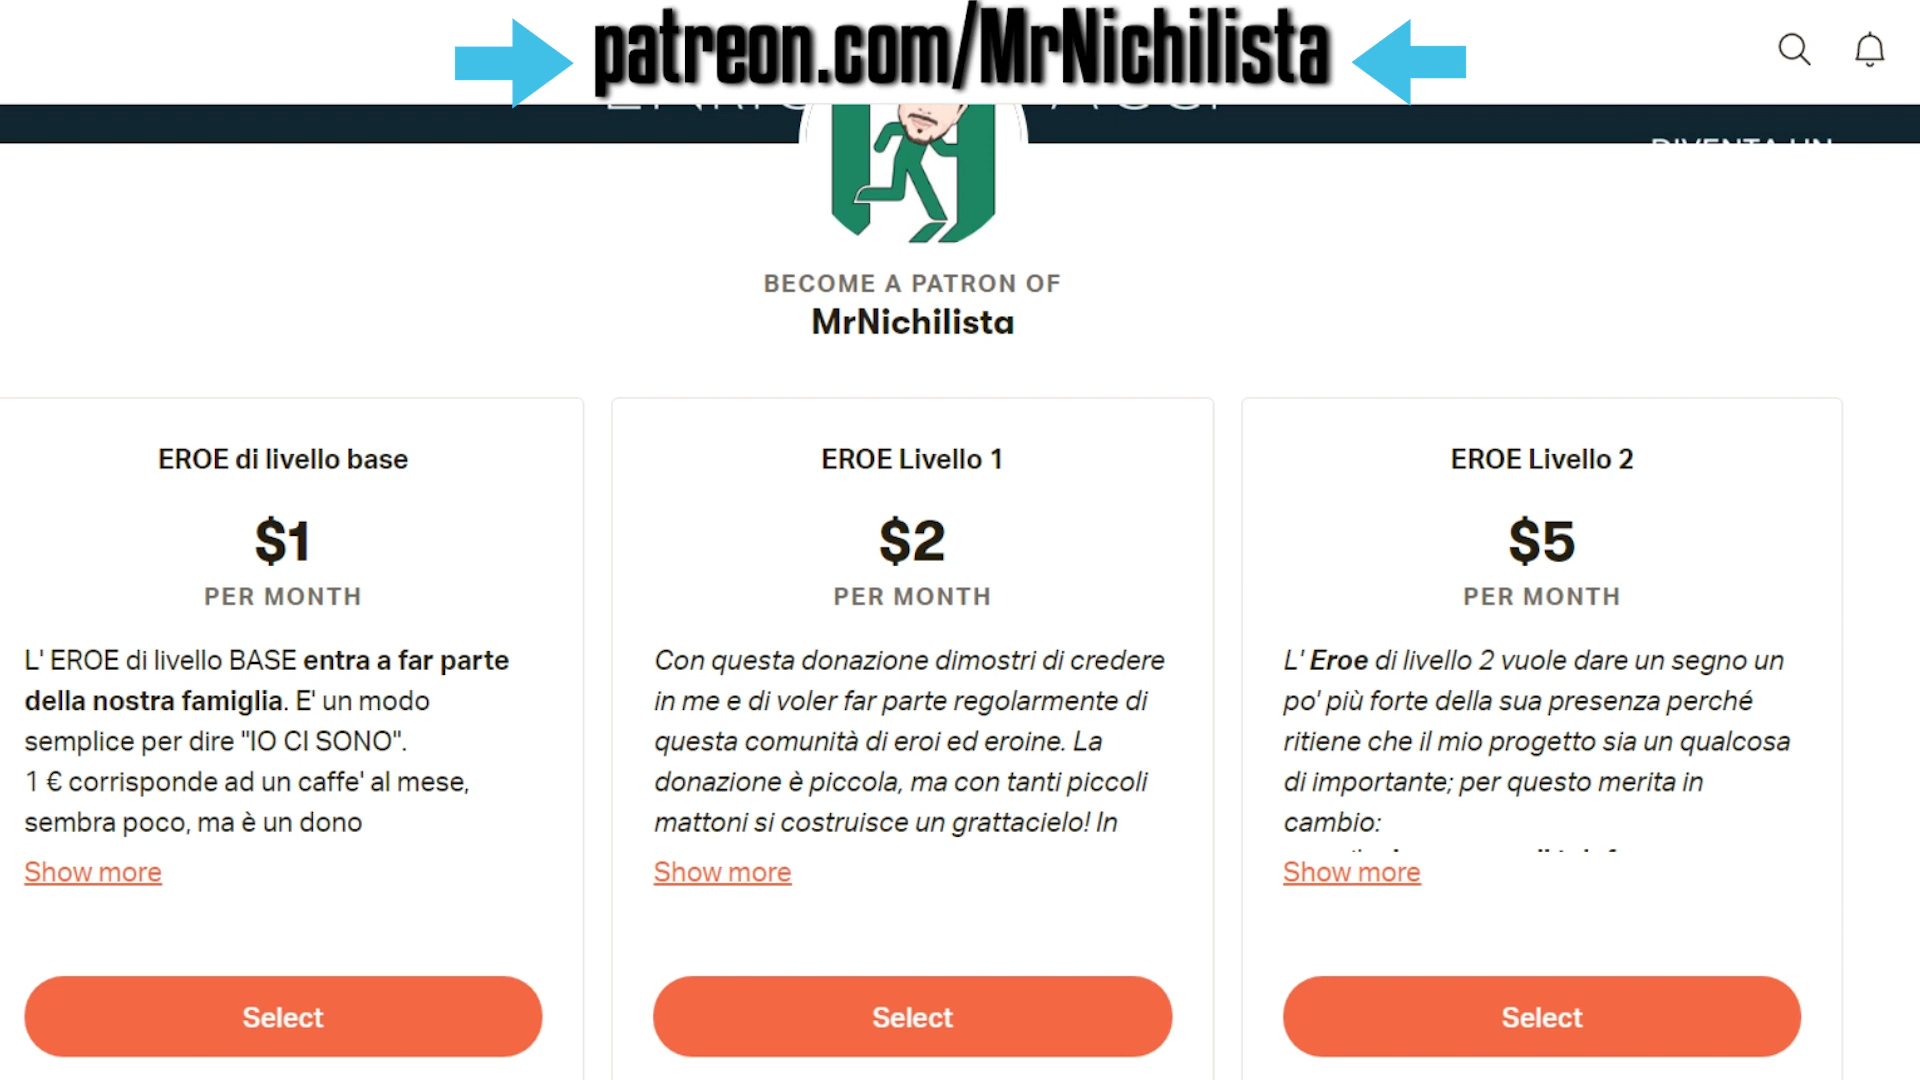 patreon.com/MrNichilista
DIVENTA UN
BECOME A PATRON OF
MrNichilista
EROE di livello base
$1
PER MONTH
L' EROE di livello BASE entra a far parte
della nostra famiglia. E' un modo
semplice per dire "IO CI SONO".
1 € corrisponde ad un caffe' al mese,
sembra poco, ma è un dono
Show more
Select
EROE Livello 1
$2
PER MONTH
Con questa donazione dimostri di credere
in me e di voler far parte regolarmente di
questa comunità di eroi ed eroine. La
donazione è piccola, ma con tanti piccoli
mattoni si costruisce un grattacielo! In
Show more
Select
EROE Livello 2
$5
PER MONTH
L' Eroe di livello 2 vuole dare un segno un
po' più forte della sua presenza perché
ritiene che il mio progetto sia un qualcosa
di importante; per questo merita in
cambio:
Show more
Select